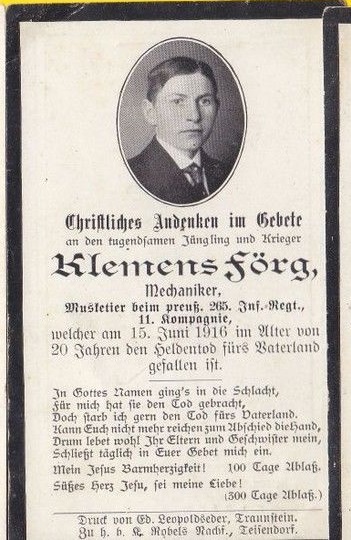 Christliches Andenken im Gebete
an den tugendsamen Jüngling und Krieger
Klemens Förg,
Mechaniker,
Musketier beim preuß. 265. Inf.-Regt.,
11. Kompagnie,
welcher am 15. Juni 1916 im Alter von
20 Jahren den Heldentod fürs Vaterland
gefallen ist.
In Gottes Namen ging's in die Schlacht,
Für mich hat sie den Tod gebracht,
Doch starb ich gern den Tod fürs Vaterland.
Kann Euch nicht mehr reichen zum Abschied die Hand,
Drum lebet wohl Ihr Eltern und Geschwister mein,
Schließt täglich in Euer Gebet mich ein.
Mein Jesus Barmherzigkeit! 100 Tage Ablaß.
Süßes Herz Jesu, sei meine Liebe!
(300 Tage Ablaß.)
Druck von Ed. Leopoldseder, Traunstein.
Zu h. b. K. Robels Nachf., Teisendorf.